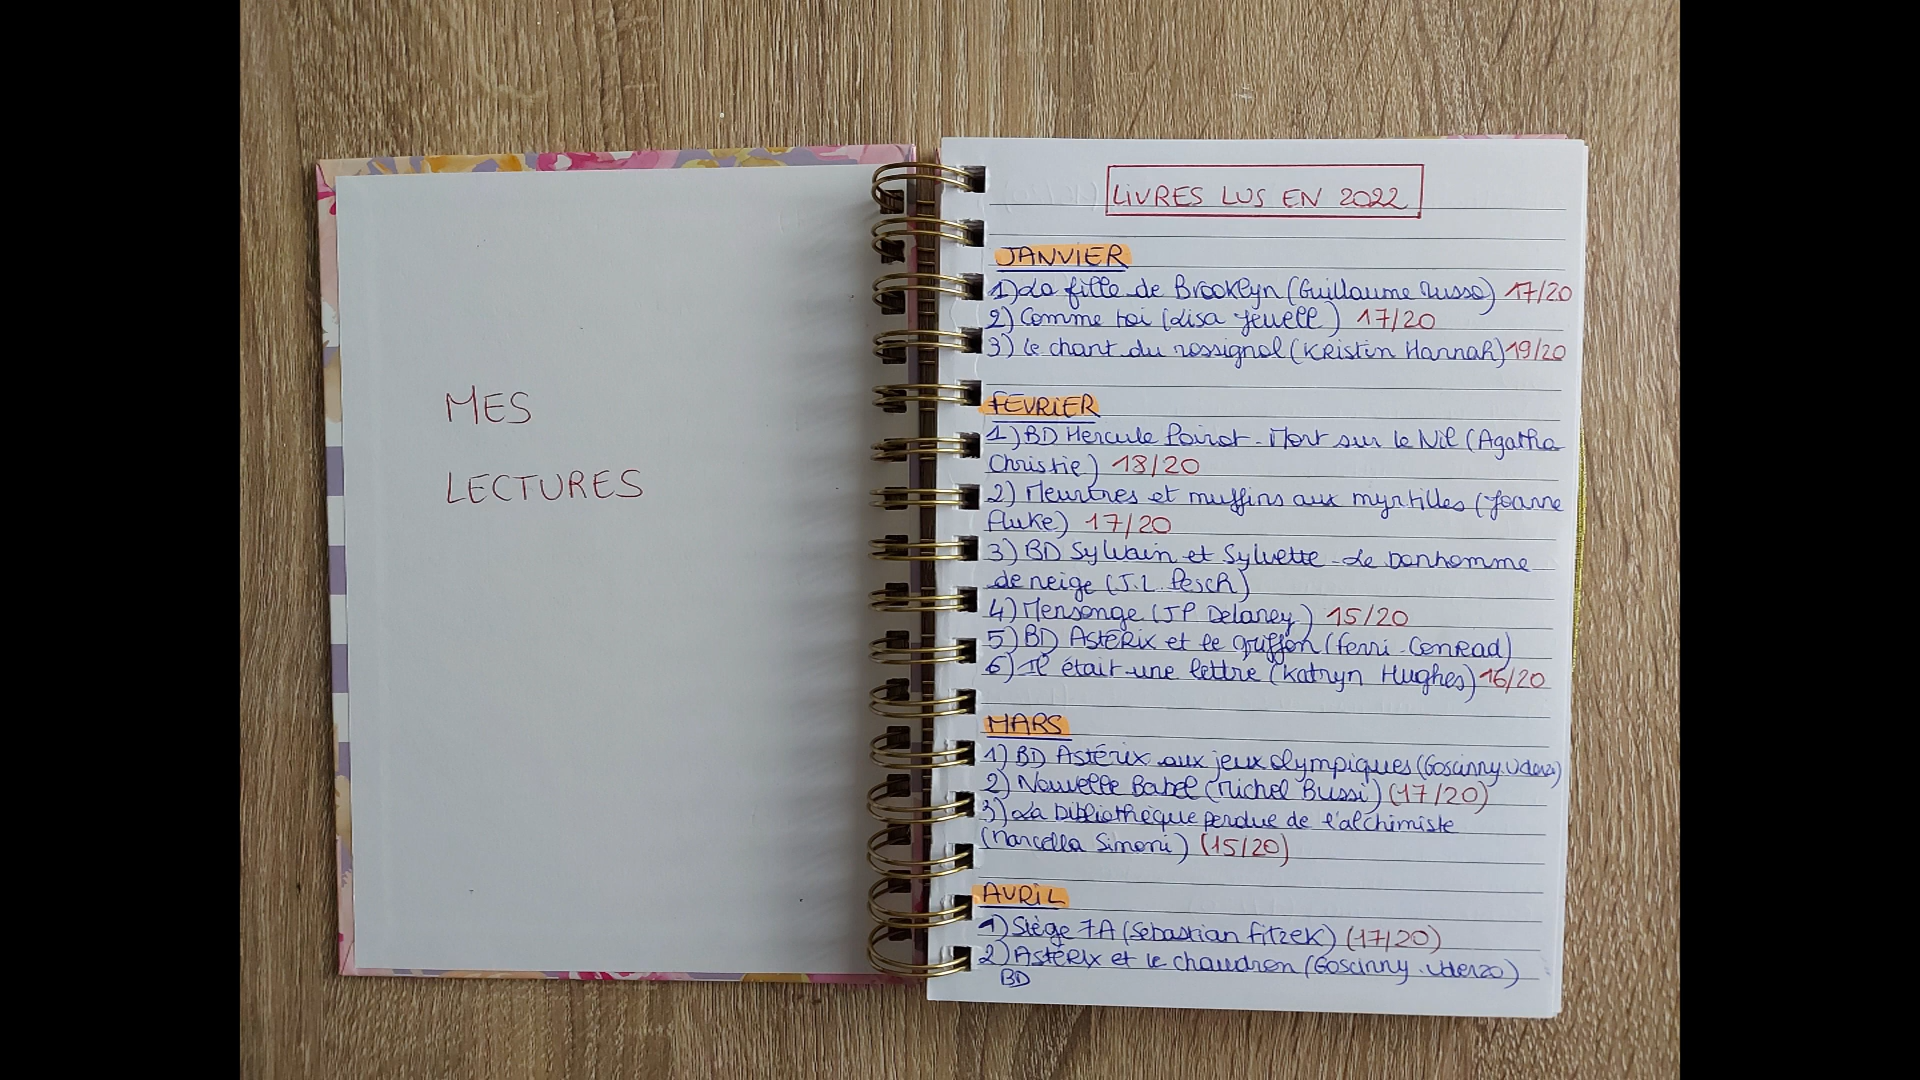 MES
LECTURES
LIVRES LUS EN 2022
JANVIER
1) La fille de Brooklyn (Guillaume Musso) 17/20
2) Comme toi (Lisa Jewell) 17/20
3) Le chant du rossignol (Kristin Hannah) 19/20
FEVRIER
1) BD Hercule Poirot - Mort sur le Nil (Agatha
Christie) 18/20
2) Meurtres et muffins aux myrtilles (Joanne
Fluke) 17/20
3) BD Sylvain et Sylvette - Le bonhomme
de neige (J.L. Pesch)
4) Mensonge (JP Delaney) 15/20
5) BD Astérix et le griffon (Ferri - Conrad)
6) Il était une lettre (Katryn Hughes) 16/20
MARS
1) BD Astérix aux jeux olympiques (Goscinny.Uderzo)
2) Nouvelle Babel (Michel Bussi) (17/20)
3) La bibliothèque perdue de l'alchimiste
(Marcella Simoni) (15/20)
AVRIL
1) Siège 7A (Sebastian Fitzek) (17/20)
2) Astérix et le chaudron (Goscinny.Uderzo)
BD